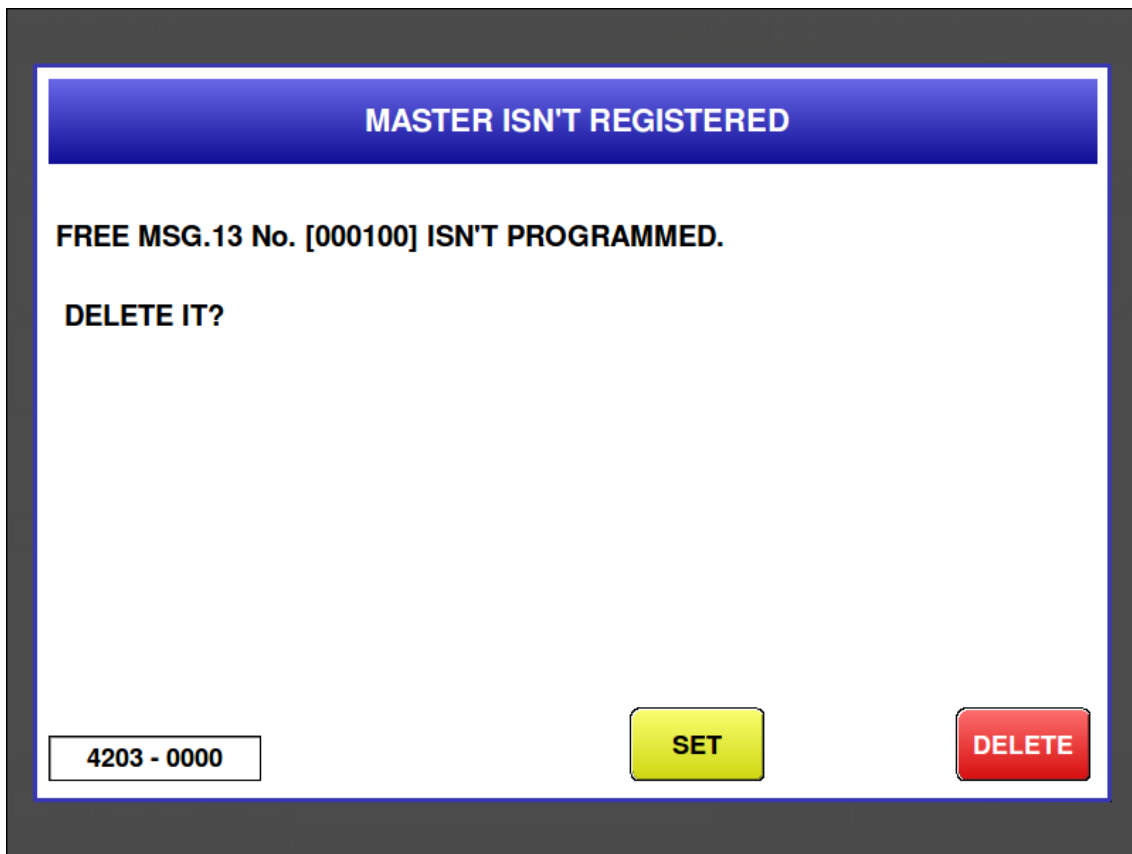 MASTER ISN'T REGISTERED
FREE MSG.13 No. [000100] ISN'T PROGRAMMED.
DELETE IT?
4203 - 0000
SET
DELETE